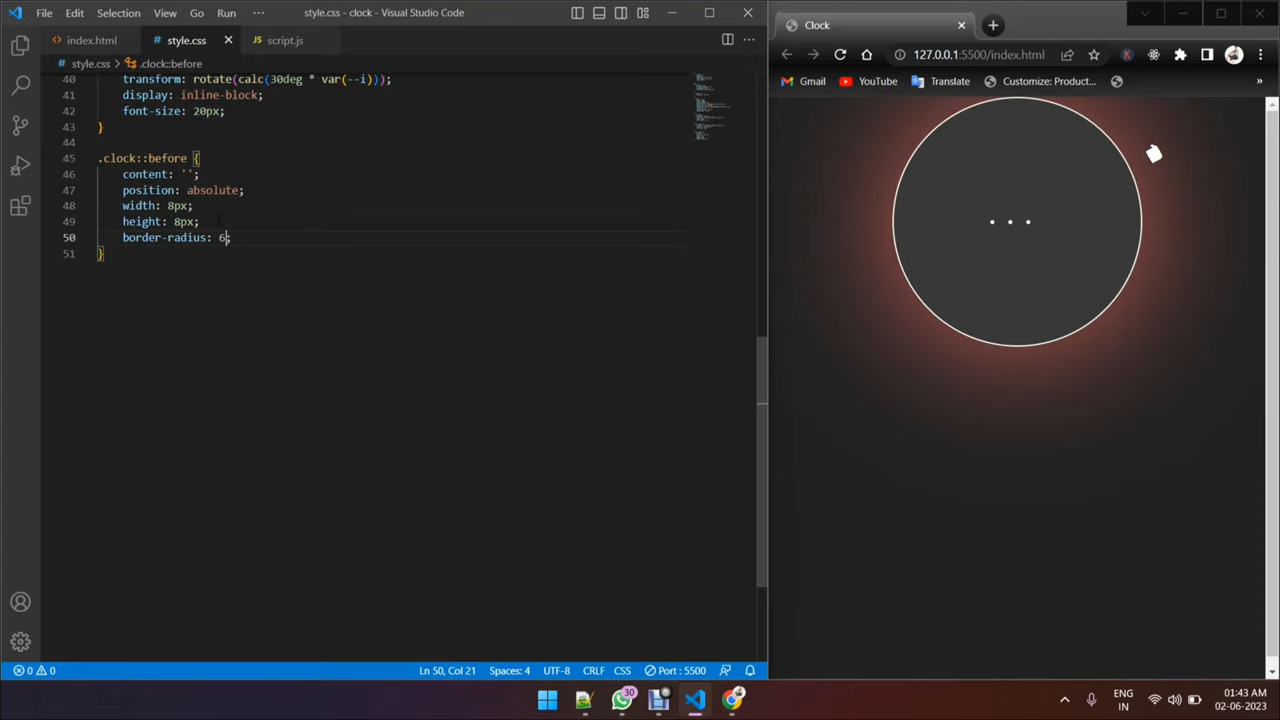 File Edit Selection View Go Run ··· style.css - clock - Visual Studio Code
Clock
index.html style.css script.js
127.0.0.1:5500/index.html
style.css > .clock::before
Gmail YouTube Translate Customize: Product... »
40 transform: rotate(calc(30deg * var(--i)));
41 display: inline-block;
42 font-size: 20px;
43 }
44
45 .clock::before {
46 content: '';
47 position: absolute;
48 width: 8px;
49 height: 8px;
50 border-radius: 6;
51 }
0 0 Ln 50, Col 21 Spaces: 4 UTF-8 CRLF CSS Port : 5500
30
ENG
IN
01:43 AM
02-06-2023